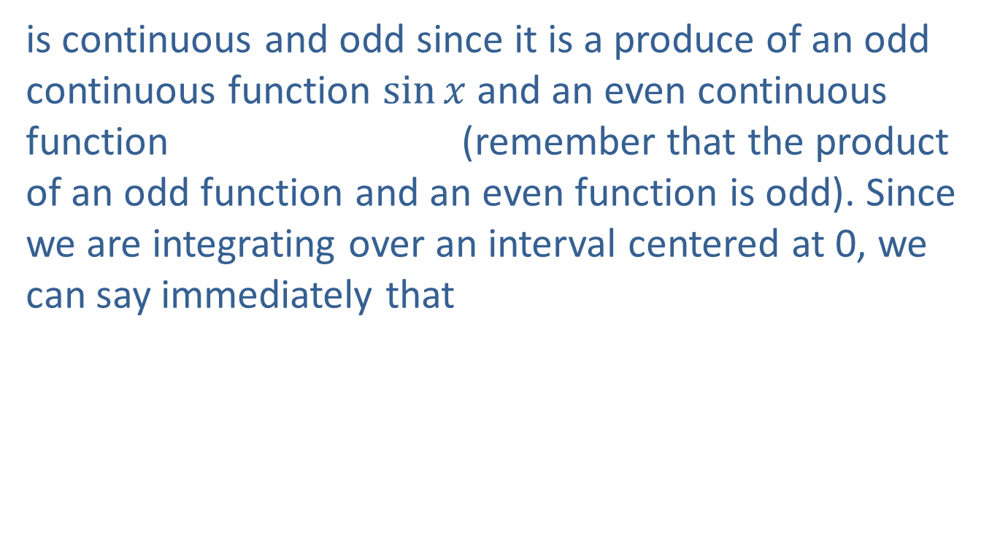 is continuous and odd since it is a produce of an odd
continuous function sin x and an even continuous
function (remember that the product
of an odd function and an even function is odd). Since
we are integrating over an interval centered at 0, we
can say immediately that